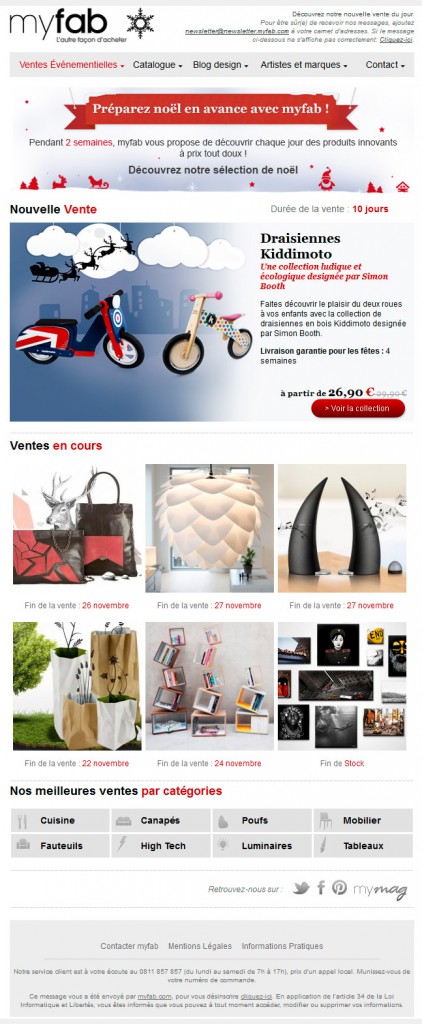 myfab
L'autre façon d'acheter
Découvrez notre nouvelle vente du jour.
Pour être sûr(e) de recevoir nos messages, ajoutez
newsletter@newsletter.myfab.com à votre carnet d'adresses. Si le message
ci-dessous ne s'affiche pas correctement, Cliquez-ici.
Ventes Événementielles Catalogue Blog design Artistes et marques Contact
Préparez noël en avance avec myfab !
Pendant 2 semaines, myfab vous propose de découvrir chaque jour des produits innovants
à prix tout doux !
Découvrez notre sélection de noël
Nouvelle Vente
Durée de la vente : 10 jours
Draisiennes
Kiddimoto
Une collection ludique et
écologique designée par Simon
Booth
Faites découvrir le plaisir du deux roues
à vos enfants avec la collection de
draisiennes en bois Kiddimoto designée
par Simon Booth.
Livraison garantie pour les fêtes : 4
semaines
à partir de 26,90 € 29,90 €
> Voir la collection
Ventes en cours
Fin de la vente : 26 novembre
Fin de la vente : 27 novembre
Fin de la vente : 27 novembre
Fin de la vente : 22 novembre
Fin de la vente : 24 novembre
Fin de Stock
Nos meilleures ventes par catégories
Cuisine Canapés Poufs Mobilier
Fauteuils High Tech Luminaires Tableaux
Retrouvez-nous sur : mymag
Contacter myfab Mentions Légales Informations Pratiques
Notre service client est à votre écoute au 0811 857 857 (du lundi au samedi de 7h à 17h), prix d'un appel local. Munissez-vous de
votre numéro de commande.
Ce message vous a été envoyé par myfab.com, pour vous désinscrire cliquez-ici. En application de l'article 34 de la Loi
Informatique et Libertés, vous êtes informés que vous pouvez à tout moment accéder, modifier ou supprimer vos informations.